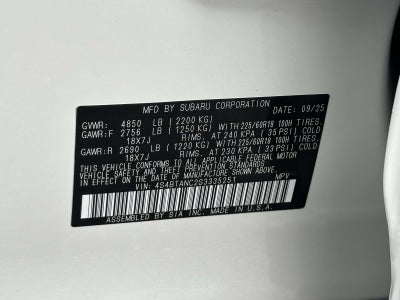 MFD BY SUBARU CORPORATION DATE: 09/25
GVWR: 4850 LB (2200 KG)
GAWR:F 2756 LB (1250 KG) WITH 225/60R18 100H TIRES.
18X7J RIMS. AT 240 KPA (35 PSI) COLD
GAWR:R 2690 LB (1220 KG) WITH 225/60R18 100H TIRES.
18X7J RIMS. AT 230 KPA (33 PSI) COLD
THIS VEHICLE CONFORMS TO ALL APPLICABLE FEDERAL MOTOR
VEHICLE SAFETY AND THEFT PREVENTION STANDARDS IN
EFFECT ON THE DATE OF MANUFACTURE SHOWN ABOVE.
VIN: 4S4BTANC2S3335251 MPV
ASSEMBLED BY SIA INC. MADE IN U.S.A.